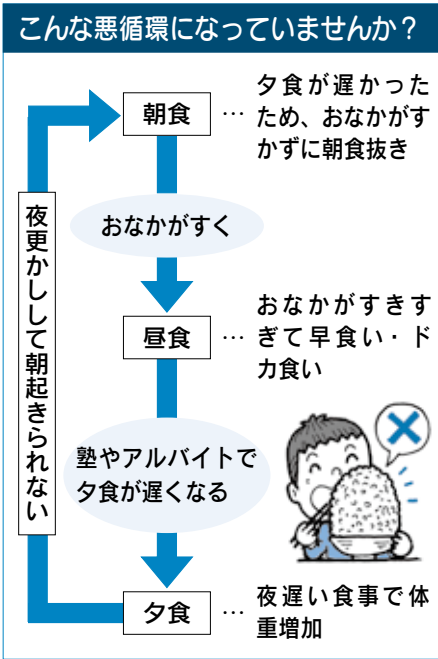 こんな悪循環になっていませんか？
朝食
…
夕食が遅かった
ため、おなかがす
かずに朝食抜き
おなかがすく
昼食
…
おなかがすきす
ぎて早食い・ド
カ食い
塾やアルバイトで
夕食が遅くなる
夕食
…
夜遅い食事で体
重増加
夜更かしして朝起きられない